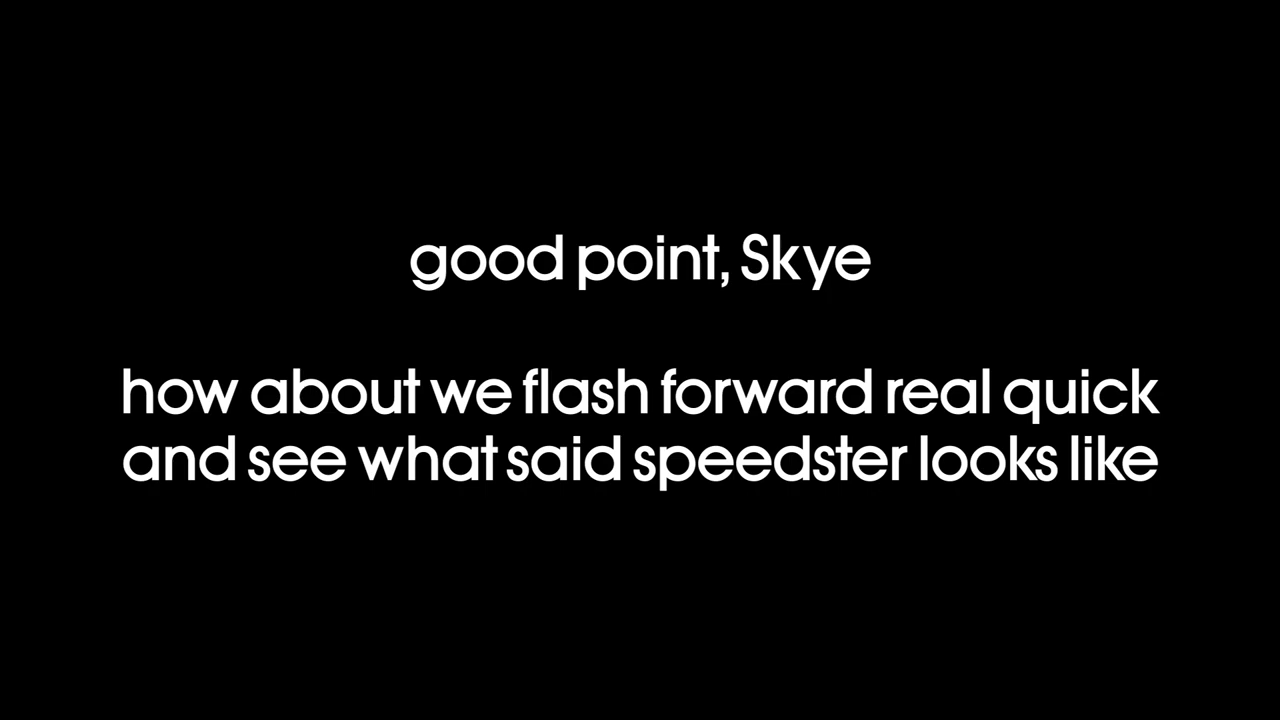 good point, Skye
how about we flash forward real quick
and see what said speedster looks like